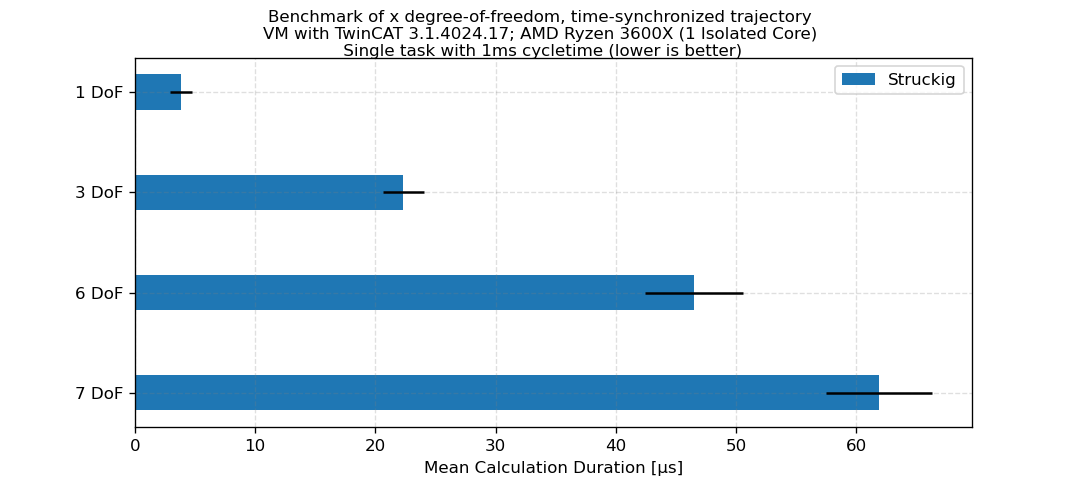 Benchmark of x degree-of-freedom, time-synchronized trajectory
VM with TwinCAT 3.1.4024.17; AMD Ryzen 3600X (1 Isolated Core)
Single task with 1ms cycletime (lower is better)
Struckig
1 DoF
3 DoF
6 DoF
7 DoF
0 10 20 30 40 50 60
Mean Calculation Duration [µs]